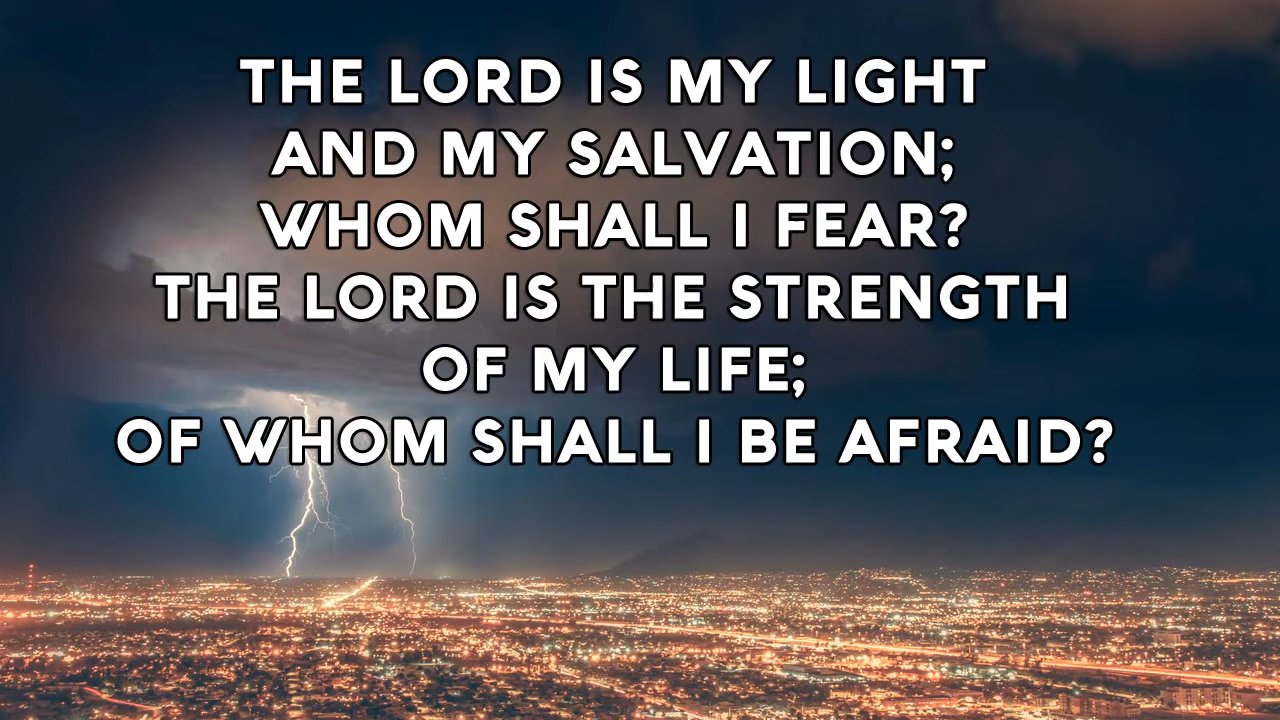 THE LORD IS MY LIGHT
AND MY SALVATION;
WHOM SHALL I FEAR?
THE LORD IS THE STRENGTH
OF MY LIFE;
OF WHOM SHALL I BE AFRAID?